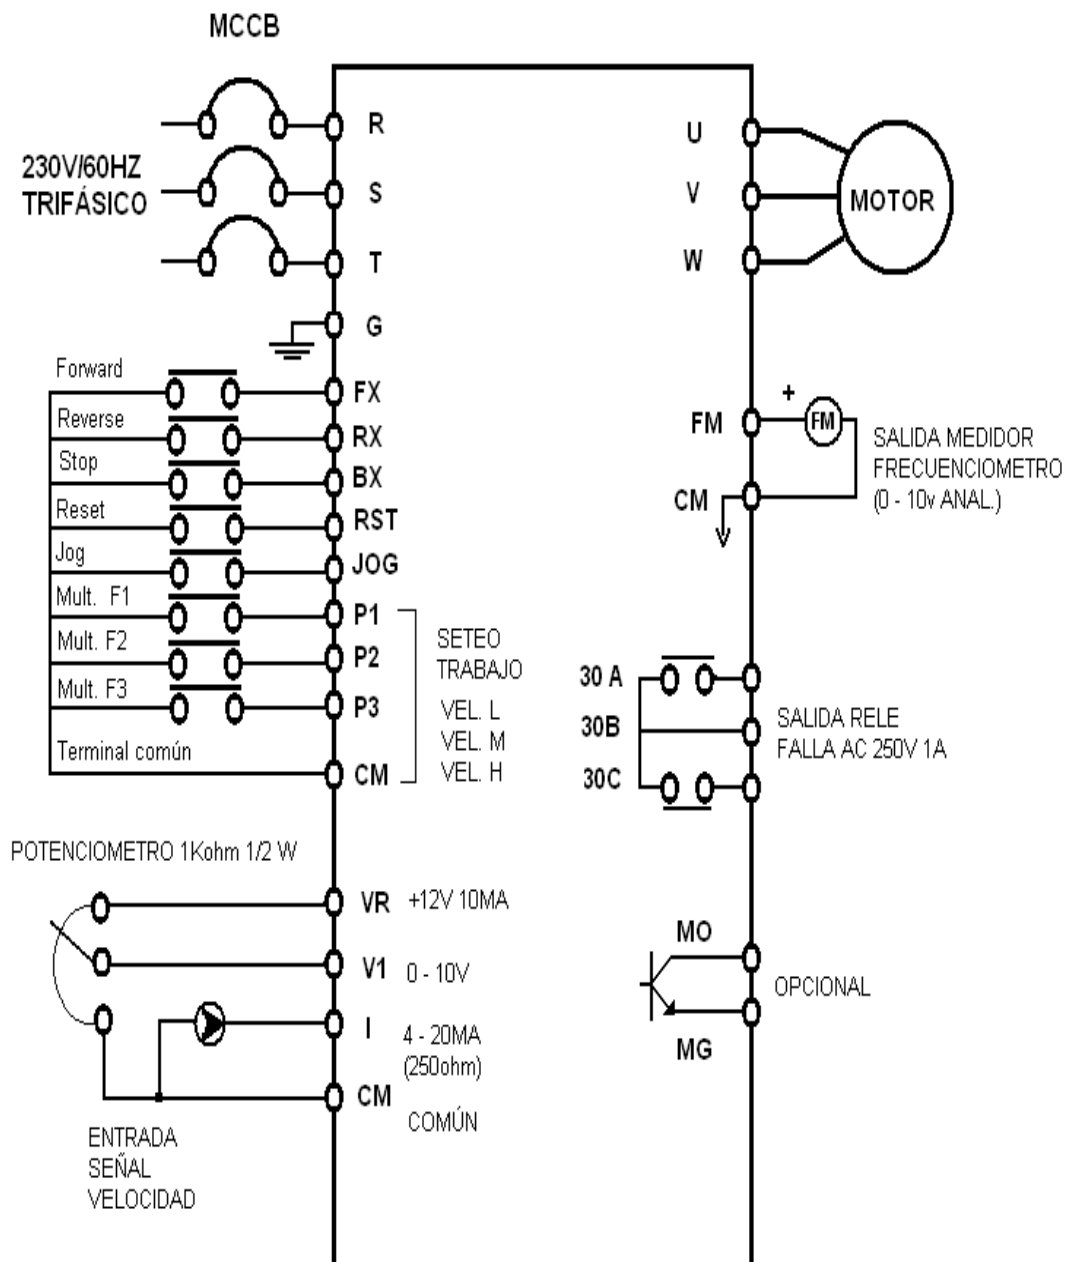 MCCB
230V/60HZ
TRIFÁSICO
R
S
T
G
U
V
W
MOTOR
Forward
FX
Reverse
RX
Stop
BX
Reset
RST
Jog
JOG
Mult. F1
P1
Mult. F2
P2
Mult. F3
P3
Terminal común
CM
SETEO
TRABAJO
VEL. L
VEL. M
VEL. H
FM
+
FM
CM
SALIDA MEDIDOR
FRECUENCIOMETRO
(0 - 10v ANAL.)
30 A
30B
30C
SALIDA RELE
FALLA AC 250V 1A
POTENCIOMETRO 1Kohm 1/2 W
VR
+12V 10MA
V1
0 - 10V
I
4 - 20MA
(250ohm)
CM
COMÚN
ENTRADA
SEÑAL
VELOCIDAD
MO
MG
OPCIONAL